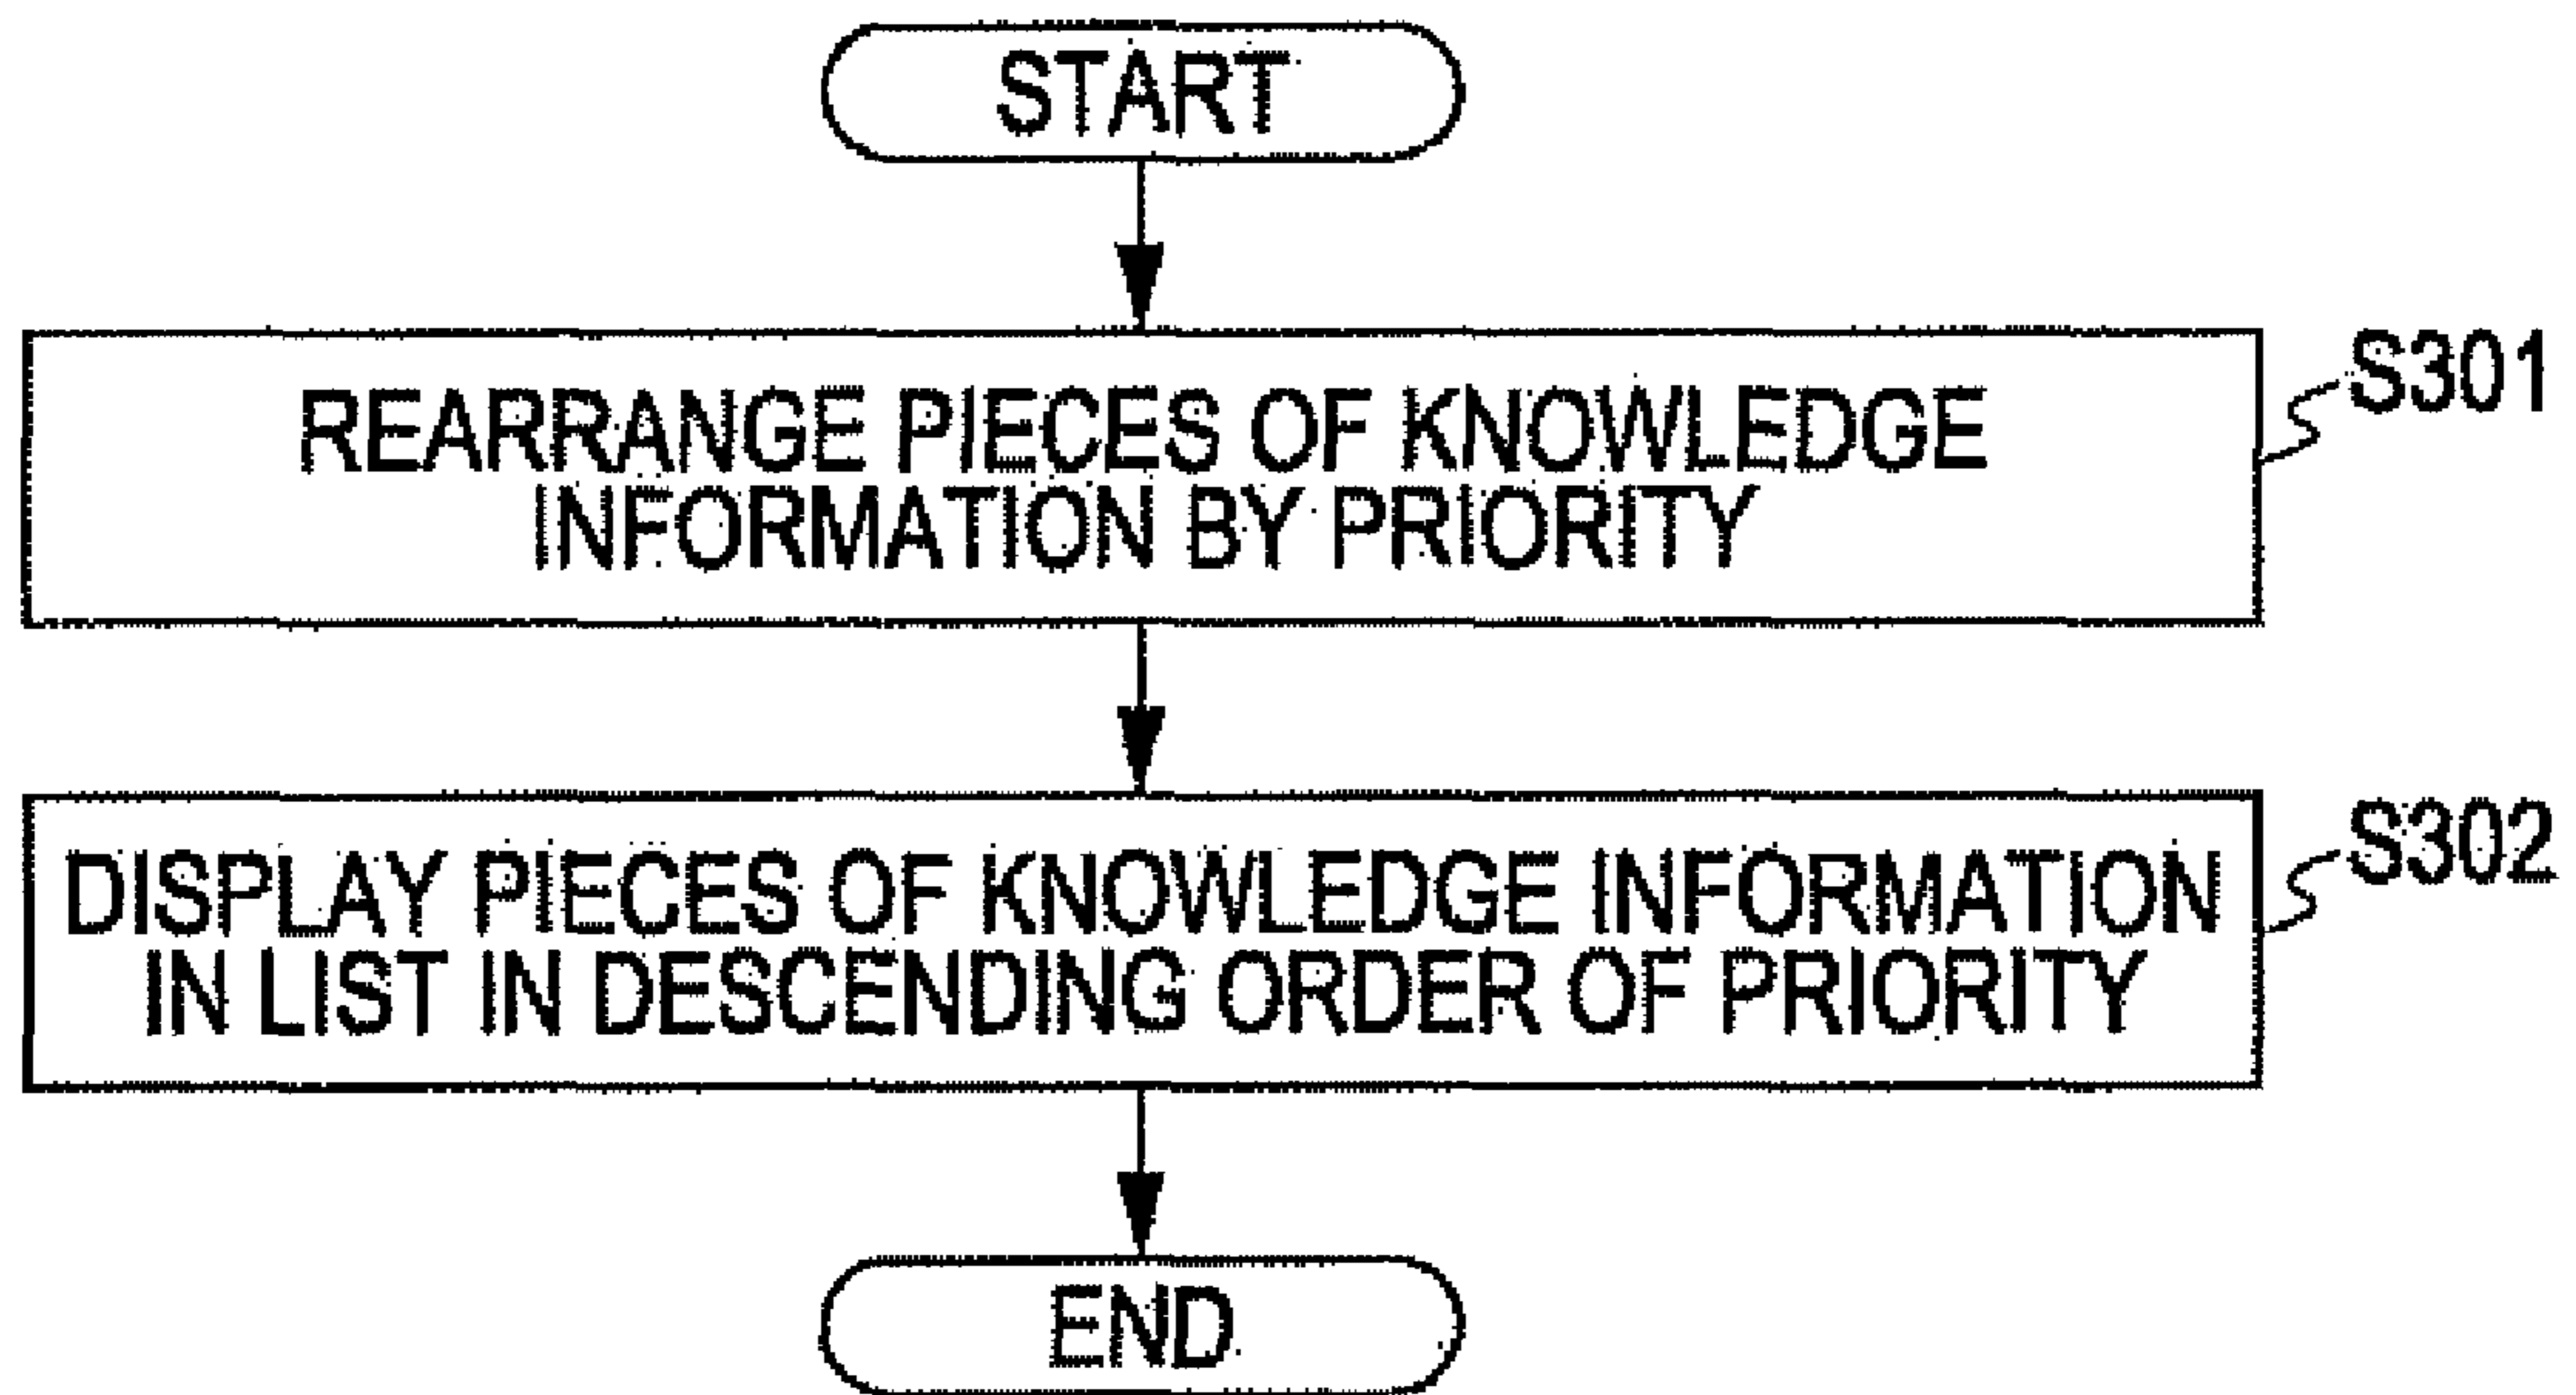 START
REARRANGE PIECES OF KNOWLEDGE
INFORMATION BY PRIORITY
S301
DISPLAY PIECES OF KNOWLEDGE INFORMATION
IN LIST IN DESCENDING ORDER OF PRIORITY
S302
END